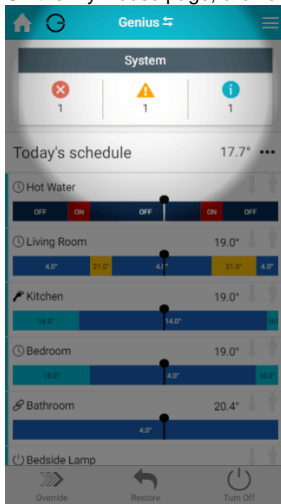 Genius
System
1 1 1
Today's schedule 17.7°
Hot Water
OFF ON OFF ON OFF
Living Room 19.0°
4.0° 21.0° 4.0° 21.0° 4.0°
Kitchen 19.0°
16.0° 14.0°
Bedroom 19.0°
18.0° 4.0° 18.0°
Bathroom 20.4°
4.0°
Bedside Lamp
Override Restore Turn Off